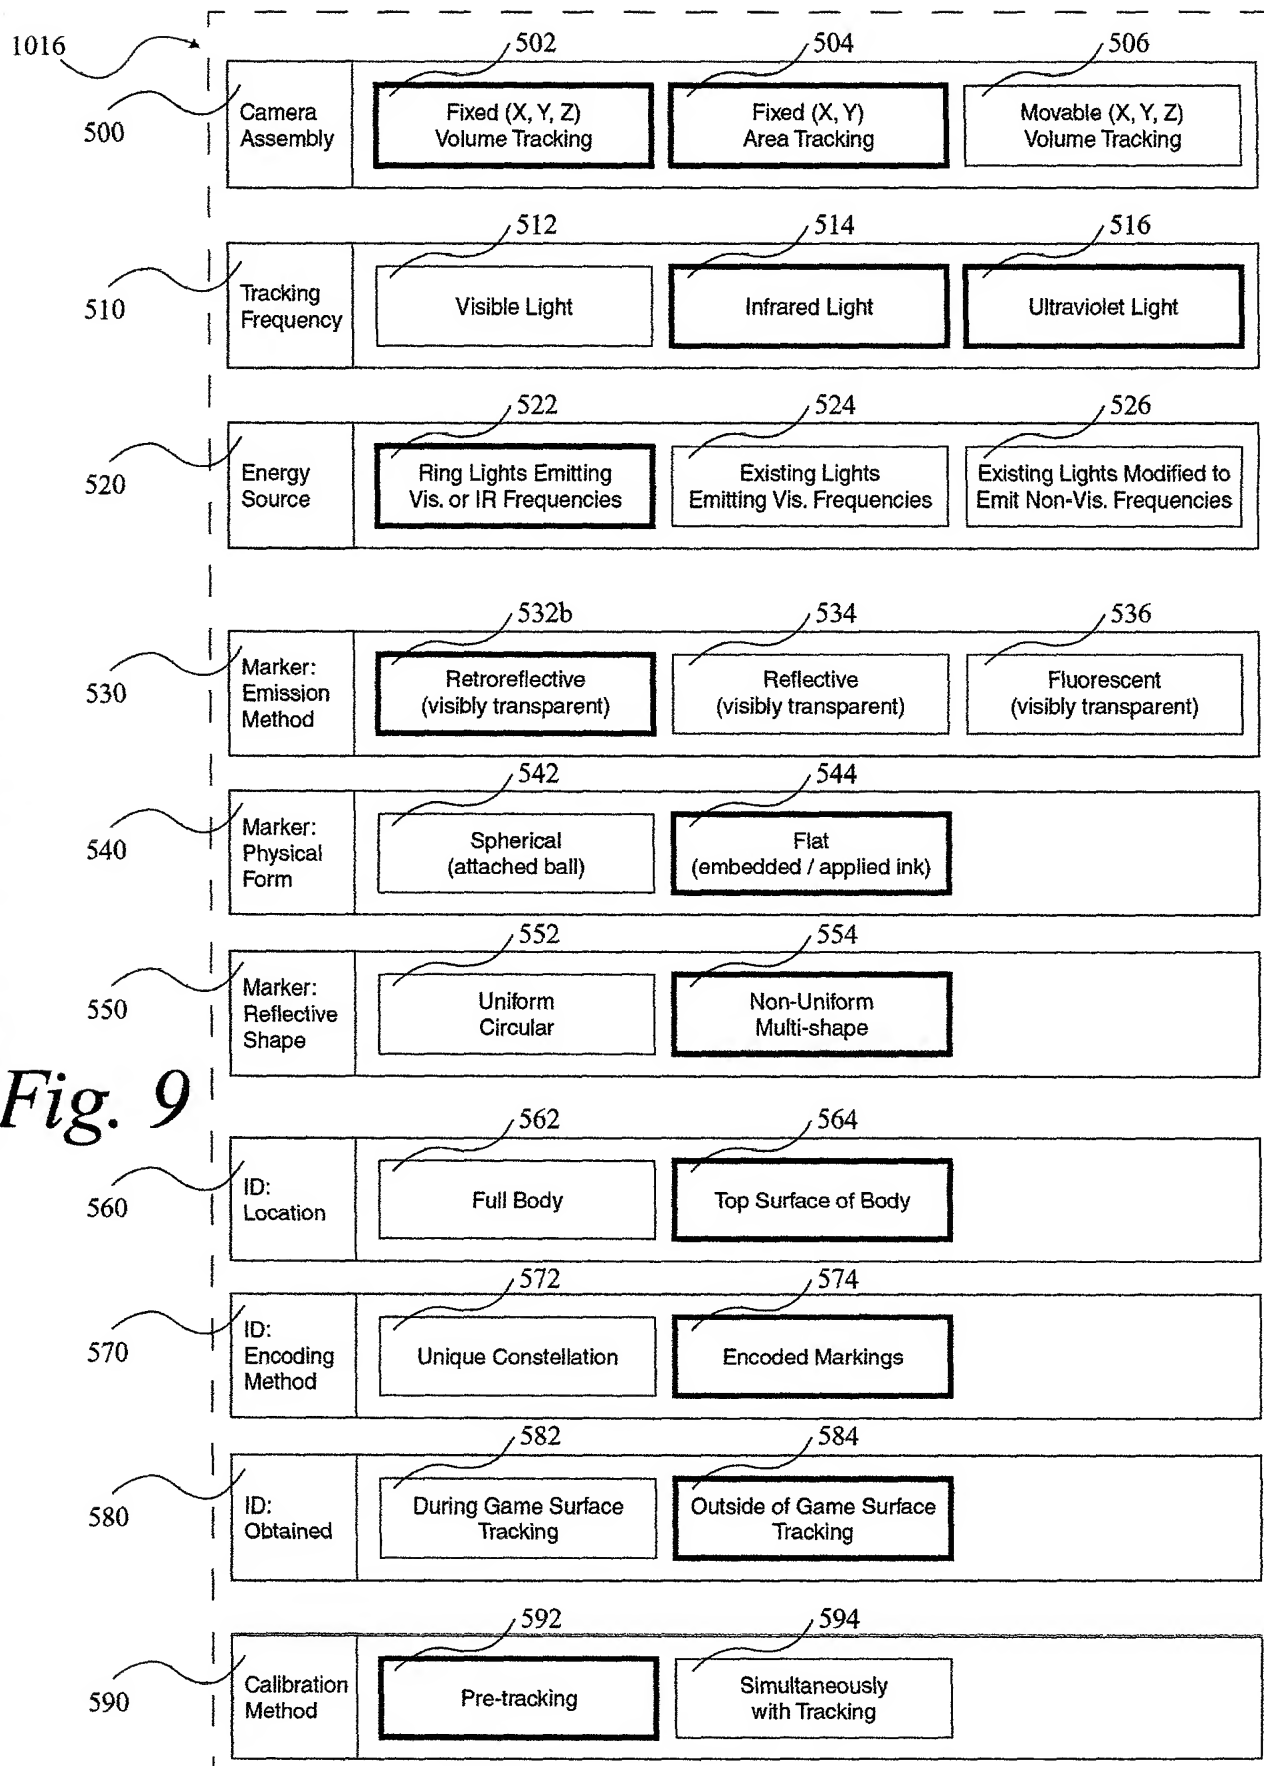 1016
502
504
506
500
Camera
Assembly
Fixed (X, Y, Z)
Volume Tracking
Fixed (X, Y)
Area Tracking
Movable (X, Y, Z)
Volume Tracking
512
514
516
510
Tracking
Frequency
Visible Light
Infrared Light
Ultraviolet Light
522
524
526
520
Energy
Source
Ring Lights Emitting
Vis. or IR Frequencies
Existing Lights
Emitting Vis. Frequencies
Existing Lights Modified to
Emit Non-Vis. Frequencies
532b
534
536
530
Marker:
Emission
Method
Retroreflective
(visibly transparent)
Reflective
(visibly transparent)
Fluorescent
(visibly transparent)
542
544
540
Marker:
Physical
Form
Spherical
(attached ball)
Flat
(embedded / applied ink)
552
554
550
Marker:
Reflective
Shape
Uniform
Circular
Non-Uniform
Multi-shape
Fig. 9
562
564
560
ID:
Location
Full Body
Top Surface of Body
572
574
570
ID:
Encoding
Method
Unique Constellation
Encoded Markings
582
584
580
ID:
Obtained
During Game Surface
Tracking
Outside of Game Surface
Tracking
592
594
590
Calibration
Method
Pre-tracking
Simultaneously
with Tracking